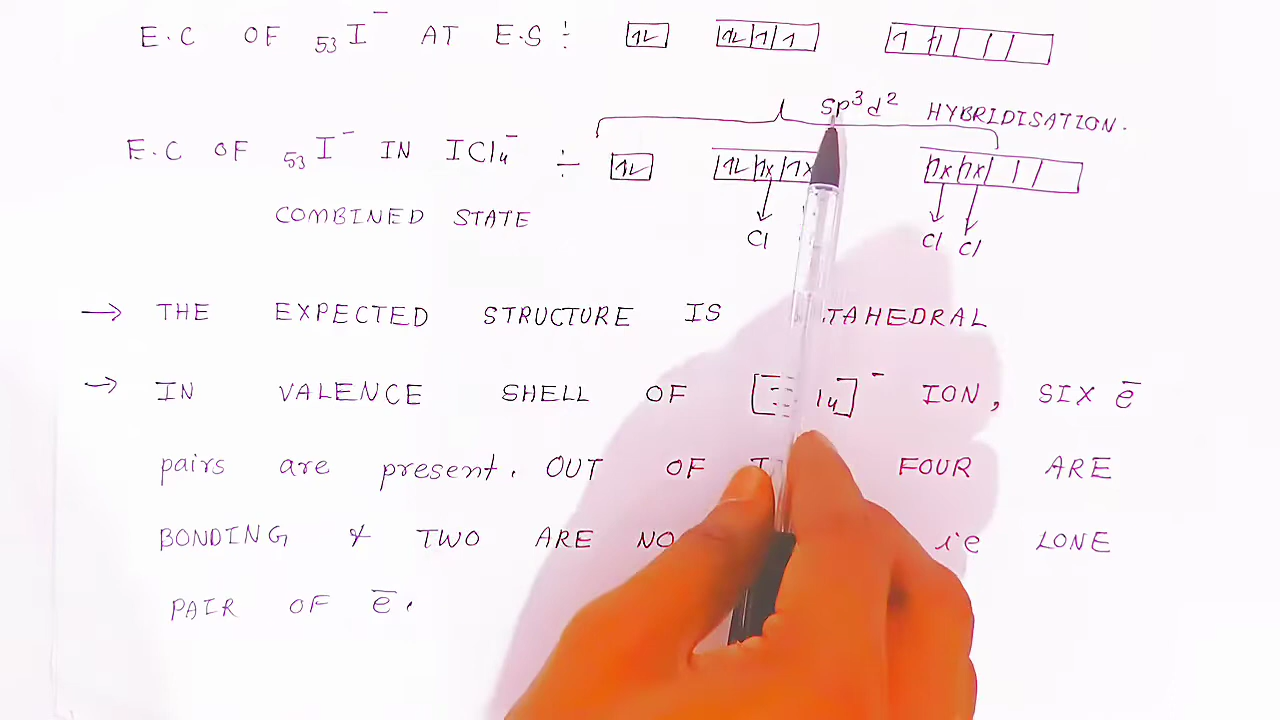 E.C OF ₅₃I⁻ AT E.S ÷
sp³d² HYBRIDISATION.
E.C OF ₅₃I⁻ IN ICl₄⁻ ÷
COMBINED STATE
Cl Cl Cl
→ THE EXPECTED STRUCTURE IS TAHEDRAL
→ IN VALENCE SHELL OF [ l₄]⁻ ION, SIX e̅
pairs are present. OUT OF FOUR ARE
BONDING & TWO ARE NO i.e LONE
PAIR OF e̅.